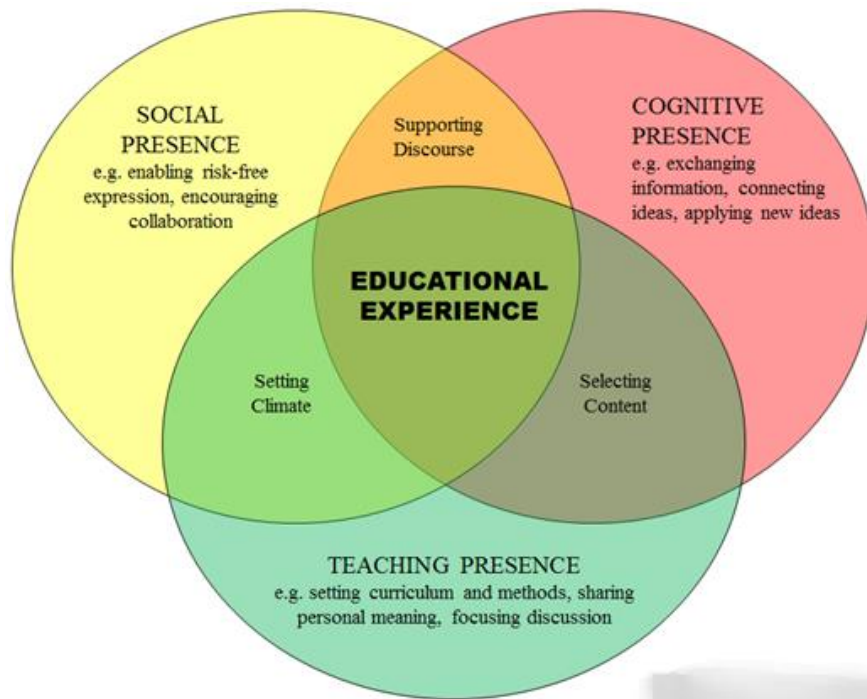 SOCIAL
PRESENCE
e.g. enabling risk-free
expression, encouraging
collaboration
Supporting
Discourse
COGNITIVE
PRESENCE
e.g. exchanging
information, connecting
ideas, applying new ideas
EDUCATIONAL
EXPERIENCE
Setting
Climate
Selecting
Content
TEACHING PRESENCE
e.g. setting curriculum and methods, sharing
personal meaning, focusing discussion